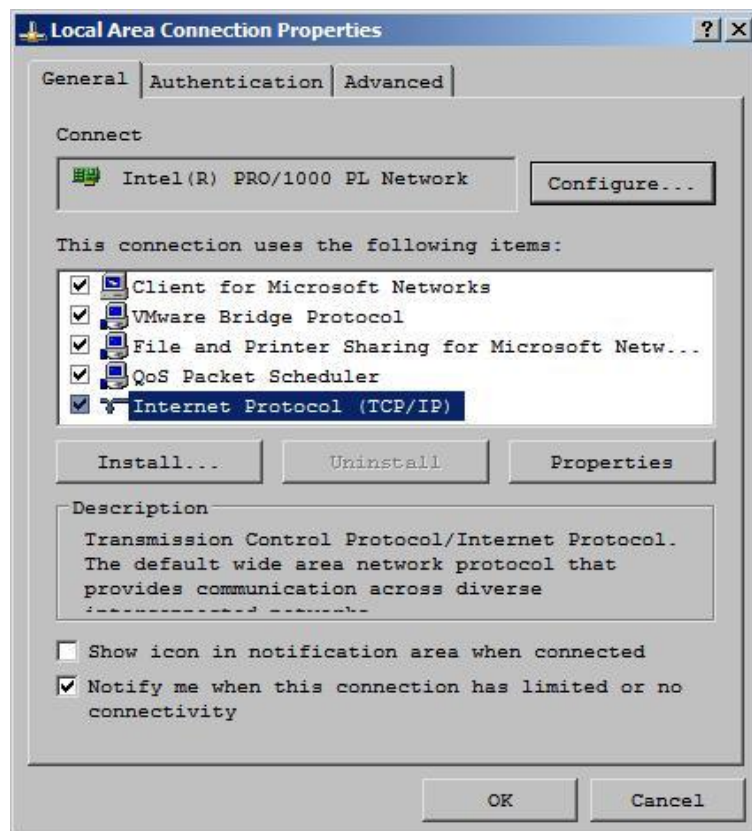 Local Area Connection Properties
General Authentication Advanced
Connect
Intel(R) PRO/1000 PL Network Configure...
This connection uses the following items:
Client for Microsoft Networks
VMware Bridge Protocol
File and Printer Sharing for Microsoft Netw...
QoS Packet Scheduler
Internet Protocol (TCP/IP)
Install... Uninstall Properties
Description
Transmission Control Protocol/Internet Protocol.
The default wide area network protocol that
provides communication across diverse
Show icon in notification area when connected
Notify me when this connection has limited or no
connectivity
OK Cancel